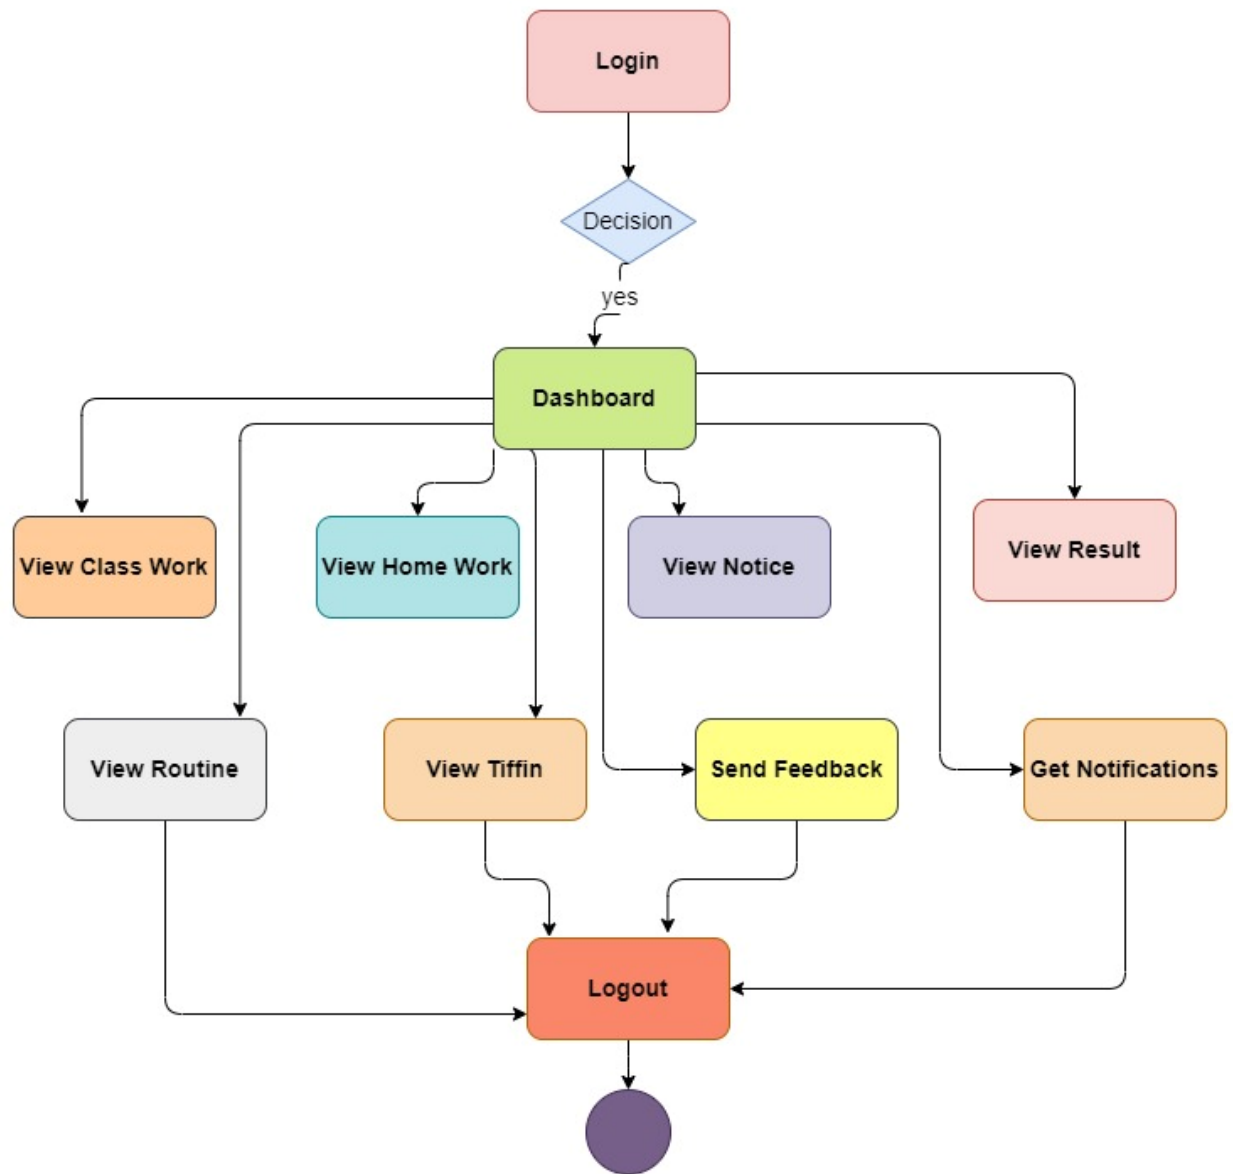 Login
Decision
yes
Dashboard
View Class Work
View Home Work
View Notice
View Result
View Routine
View Tiffin
Send Feedback
Get Notifications
Logout